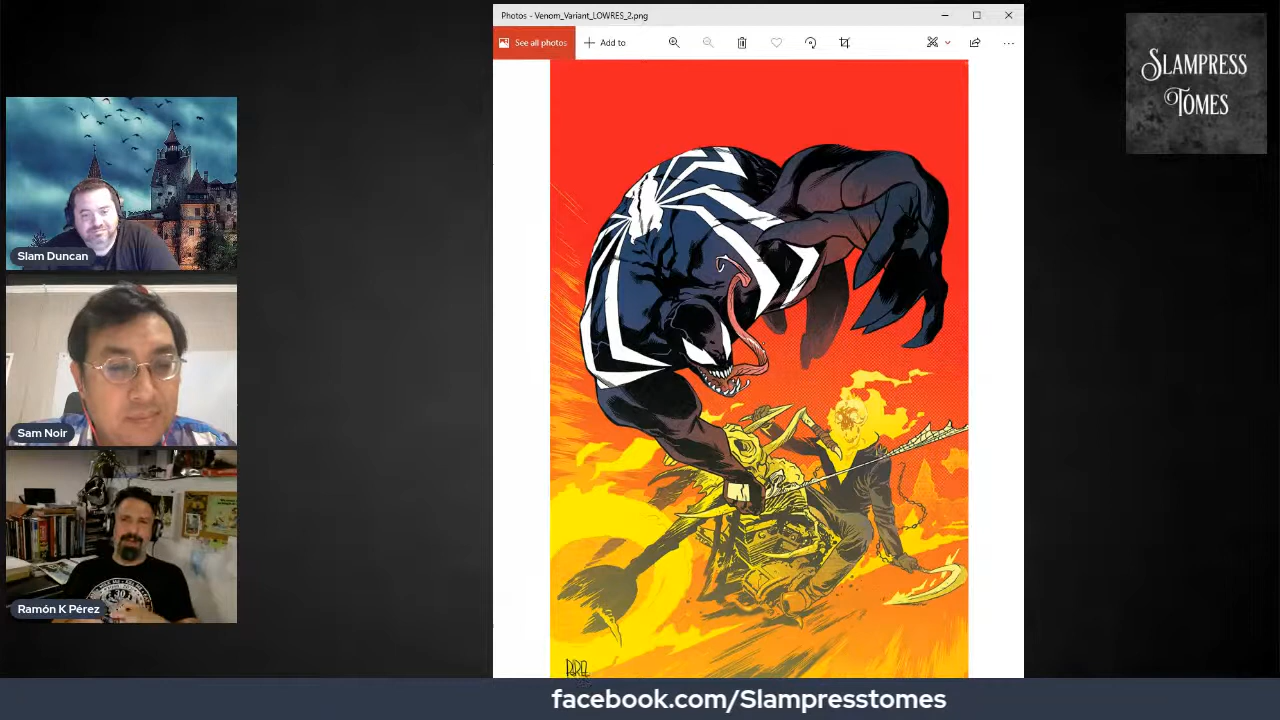 Photos - Venom_Variant_LOWRES_2.png
See all photos
Add to
Slampress
Tomes
Slam Duncan
Sam Noir
Ramón K Pérez
PEREZ
facebook.com/Slampresstomes